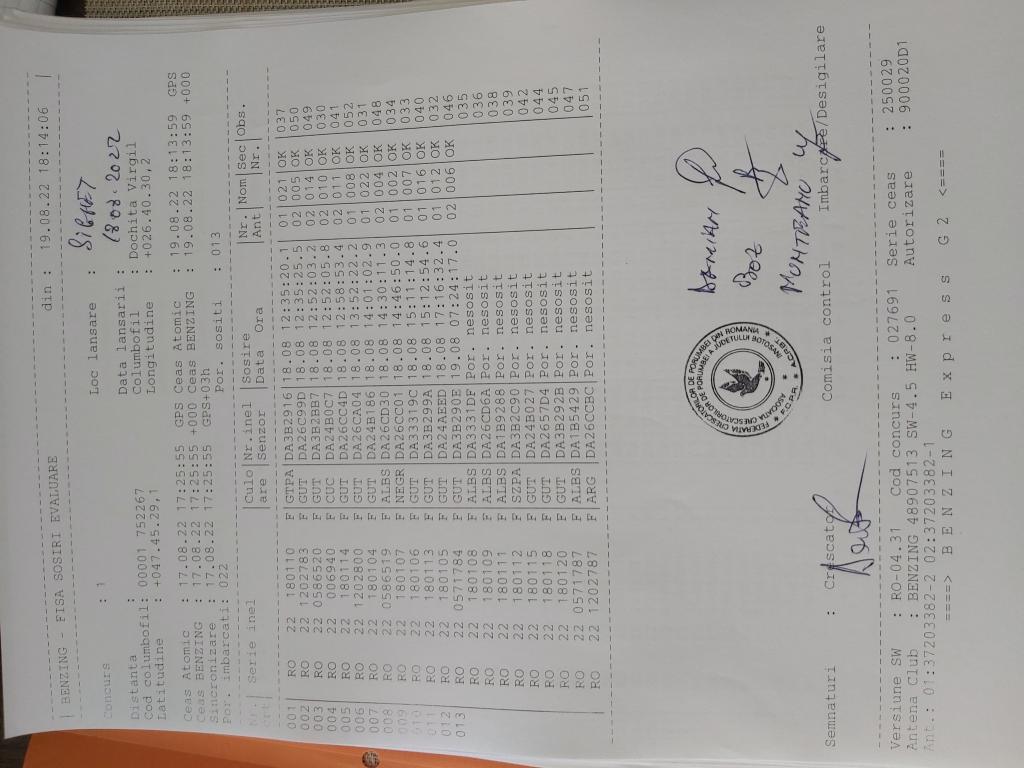 | BENZING - FISA SOSIRI EVALUARE din : 19.08.22 18:14:06 |
Concurs : 1 Loc lansare : SIGHET
Distanta : Data lansarii : 18.08.2022
Cod columbofil: 00001 7532267 Columbofil : Dochita Virgil
Latitudine : +047.45.29,1 Longitudine : +026.40.30,2
Ceas Atomic : 17.08.22 17:25:55 GPS Ceas Atomic : 19.08.22 18:13:59 GPS
Ceas BENZING : 17.08.22 17:25:55 +000 Ceas BENZING : 19.08.22 18:13:59 +000
Sincronizare : 17.08.22 17:25:55 GPS+03h
Por. imbarcati: 022 Por. sositi : 013
Nr. | Serie inel |Culo|Nr.inel |Sosire |Nr. |Nom|Sec|Obs.
crt| |are |Senzor |Data Ora |Ant | |Nr.|
001 RO 22 180110 F GTPA DA3B2916 18.08 12:35:20.1 01 021 OK 037
002 RO 22 1202783 F GUT DA26C99D 18.08 12:35:25.5 02 005 OK 050
003 RO 22 0586520 F GUT DA3B2BB7 18.08 12:52:03.2 02 014 OK 049
004 RO 22 006940 F CUC DA24B0C7 18.08 12:52:05.8 02 010 OK 030
005 RO 22 180114 F GUT DA26CC4D 18.08 12:58:53.4 02 011 OK 041
006 RO 22 1202800 F GUT DA26CA04 18.08 13:52:22.2 01 008 OK 052
007 RO 22 180104 F GUT DA24B186 18.08 14:01:02.9 01 022 OK 031
008 RO 22 0586519 F ALBS DA26CD30 18.08 14:30:11.3 02 004 OK 048
009 RO 22 180107 F NEGR DA26CC01 18.08 14:46:50.0 01 002 OK 034
010 RO 22 180106 F GUT DA33319C 18.08 15:11:14.8 01 007 OK 033
011 RO 22 180113 F GUT DA3B299A 18.08 15:12:54.6 01 016 OK 040
012 RO 22 180105 F GUT DA24AEED 18.08 17:16:32.4 01 012 OK 032
013 RO 22 0571784 F GUT DA3B290E 19.08 07:24:17.0 02 006 OK 046
RO 22 180108 F ALBS DA3331DF Por. nesosit 035
RO 22 180109 F ALBS DA26CD6A Por. nesosit 036
RO 22 180111 F ALBS DA1B9288 Por. nesosit 038
RO 22 180112 F SZPA DA3B2C90 Por. nesosit 039
RO 22 180115 F GUT DA24B027 Por. nesosit 042
RO 22 180118 F GUT DA2657D4 Por. nesosit 044
RO 22 180120 F GUT DA3B292B Por. nesosit 045
RO 22 0571787 F ALBS DA1B5429 Por. nesosit 047
RO 22 1202787 F ARG DA26CCBC Por. nesosit 051
FEDERATIA CRESCATORILOR DE PORUMBEI DIN ROMANIA
ASOCIATIA CRESCATORILOR DE PORUMBEI A JUDETULUI BOTOSANI
* F.C.P.R. * A.C.P.BT *
DAMIAN
BOZ
MUNTEANU
Semnaturi : Crescator Comisia control Imbarcare/Desigilare
Versiune SW : RO-04.31 Cod concurs : 027691 Serie ceas : 250029
Antena Club : BENZING 48907513 SW-4.5 HW-8.0 Autorizare : 900020D1
Ant.: 01:37203382-2 02:37203382-1
====> B E N Z I N G E x p r e s s G 2 <====